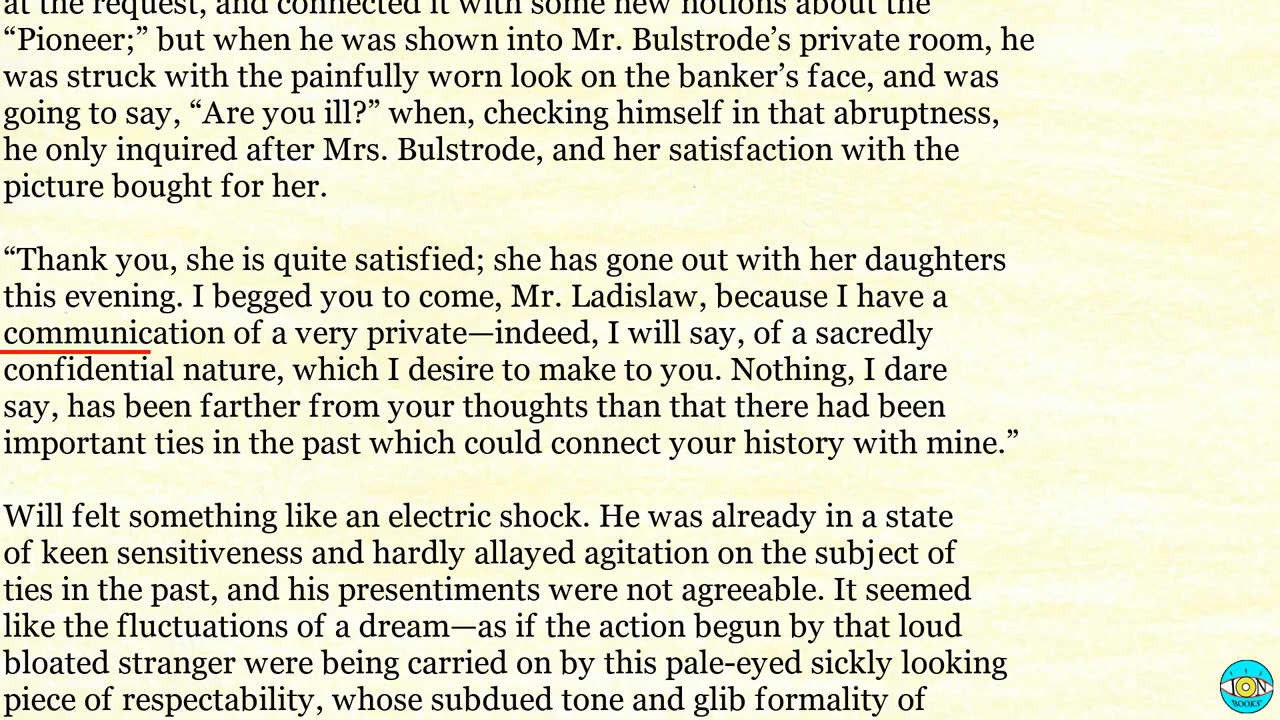 at the request, and connected it with some new notions about the
“Pioneer;” but when he was shown into Mr. Bulstrode’s private room, he
was struck with the painfully worn look on the banker’s face, and was
going to say, “Are you ill?” when, checking himself in that abruptness,
he only inquired after Mrs. Bulstrode, and her satisfaction with the
picture bought for her.
“Thank you, she is quite satisfied; she has gone out with her daughters
this evening. I begged you to come, Mr. Ladislaw, because I have a
communication of a very private—indeed, I will say, of a sacredly
confidential nature, which I desire to make to you. Nothing, I dare
say, has been farther from your thoughts than that there had been
important ties in the past which could connect your history with mine.”
Will felt something like an electric shock. He was already in a state
of keen sensitiveness and hardly allayed agitation on the subject of
ties in the past, and his presentiments were not agreeable. It seemed
like the fluctuations of a dream—as if the action begun by that loud
bloated stranger were being carried on by this pale-eyed sickly looking
piece of respectability, whose subdued tone and glib formality of
ION
BOOKS